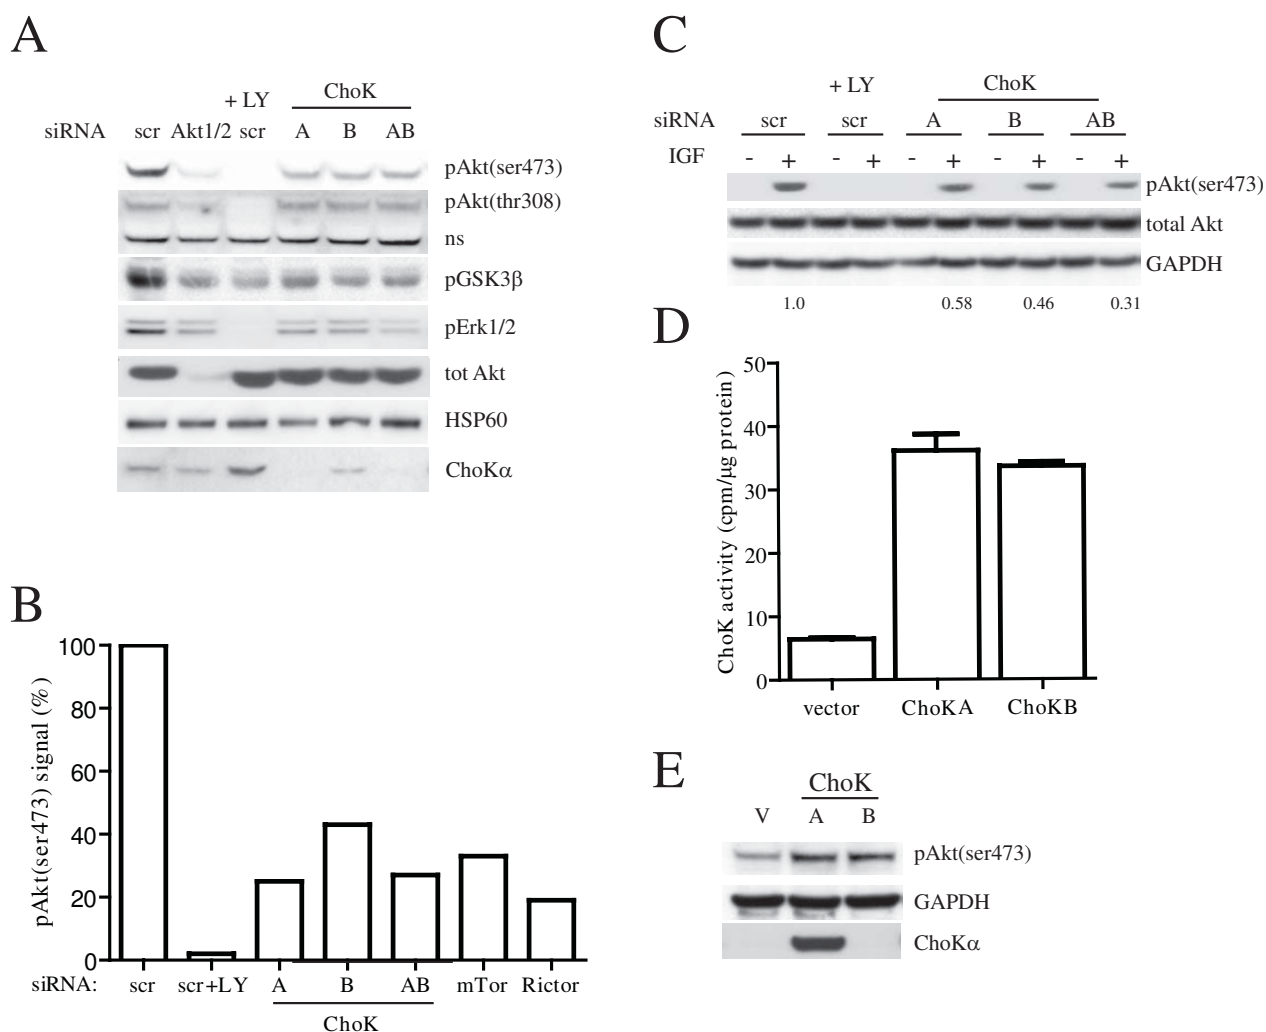 A
+ LY
ChoK
siRNA scr Akt1/2 scr A B AB
pAkt(ser473)
pAkt(thr308)
ns
pGSK3β
pErk1/2
tot Akt
HSP60
ChoKα
B
pAkt(ser473) signal (%)
100
80
60
40
20
0
siRNA: scr scr+LY A B AB mTor Rictor
ChoK
C
+ LY
ChoK
siRNA scr scr A B AB
IGF - + - + - + - + - +
pAkt(ser473)
total Akt
GAPDH
1.0 0.58 0.46 0.31
D
ChoK activity (cpm/µg protein)
50
40
30
20
10
0
vector ChoKA ChoKB
E
ChoK
V A B
pAkt(ser473)
GAPDH
ChoKα